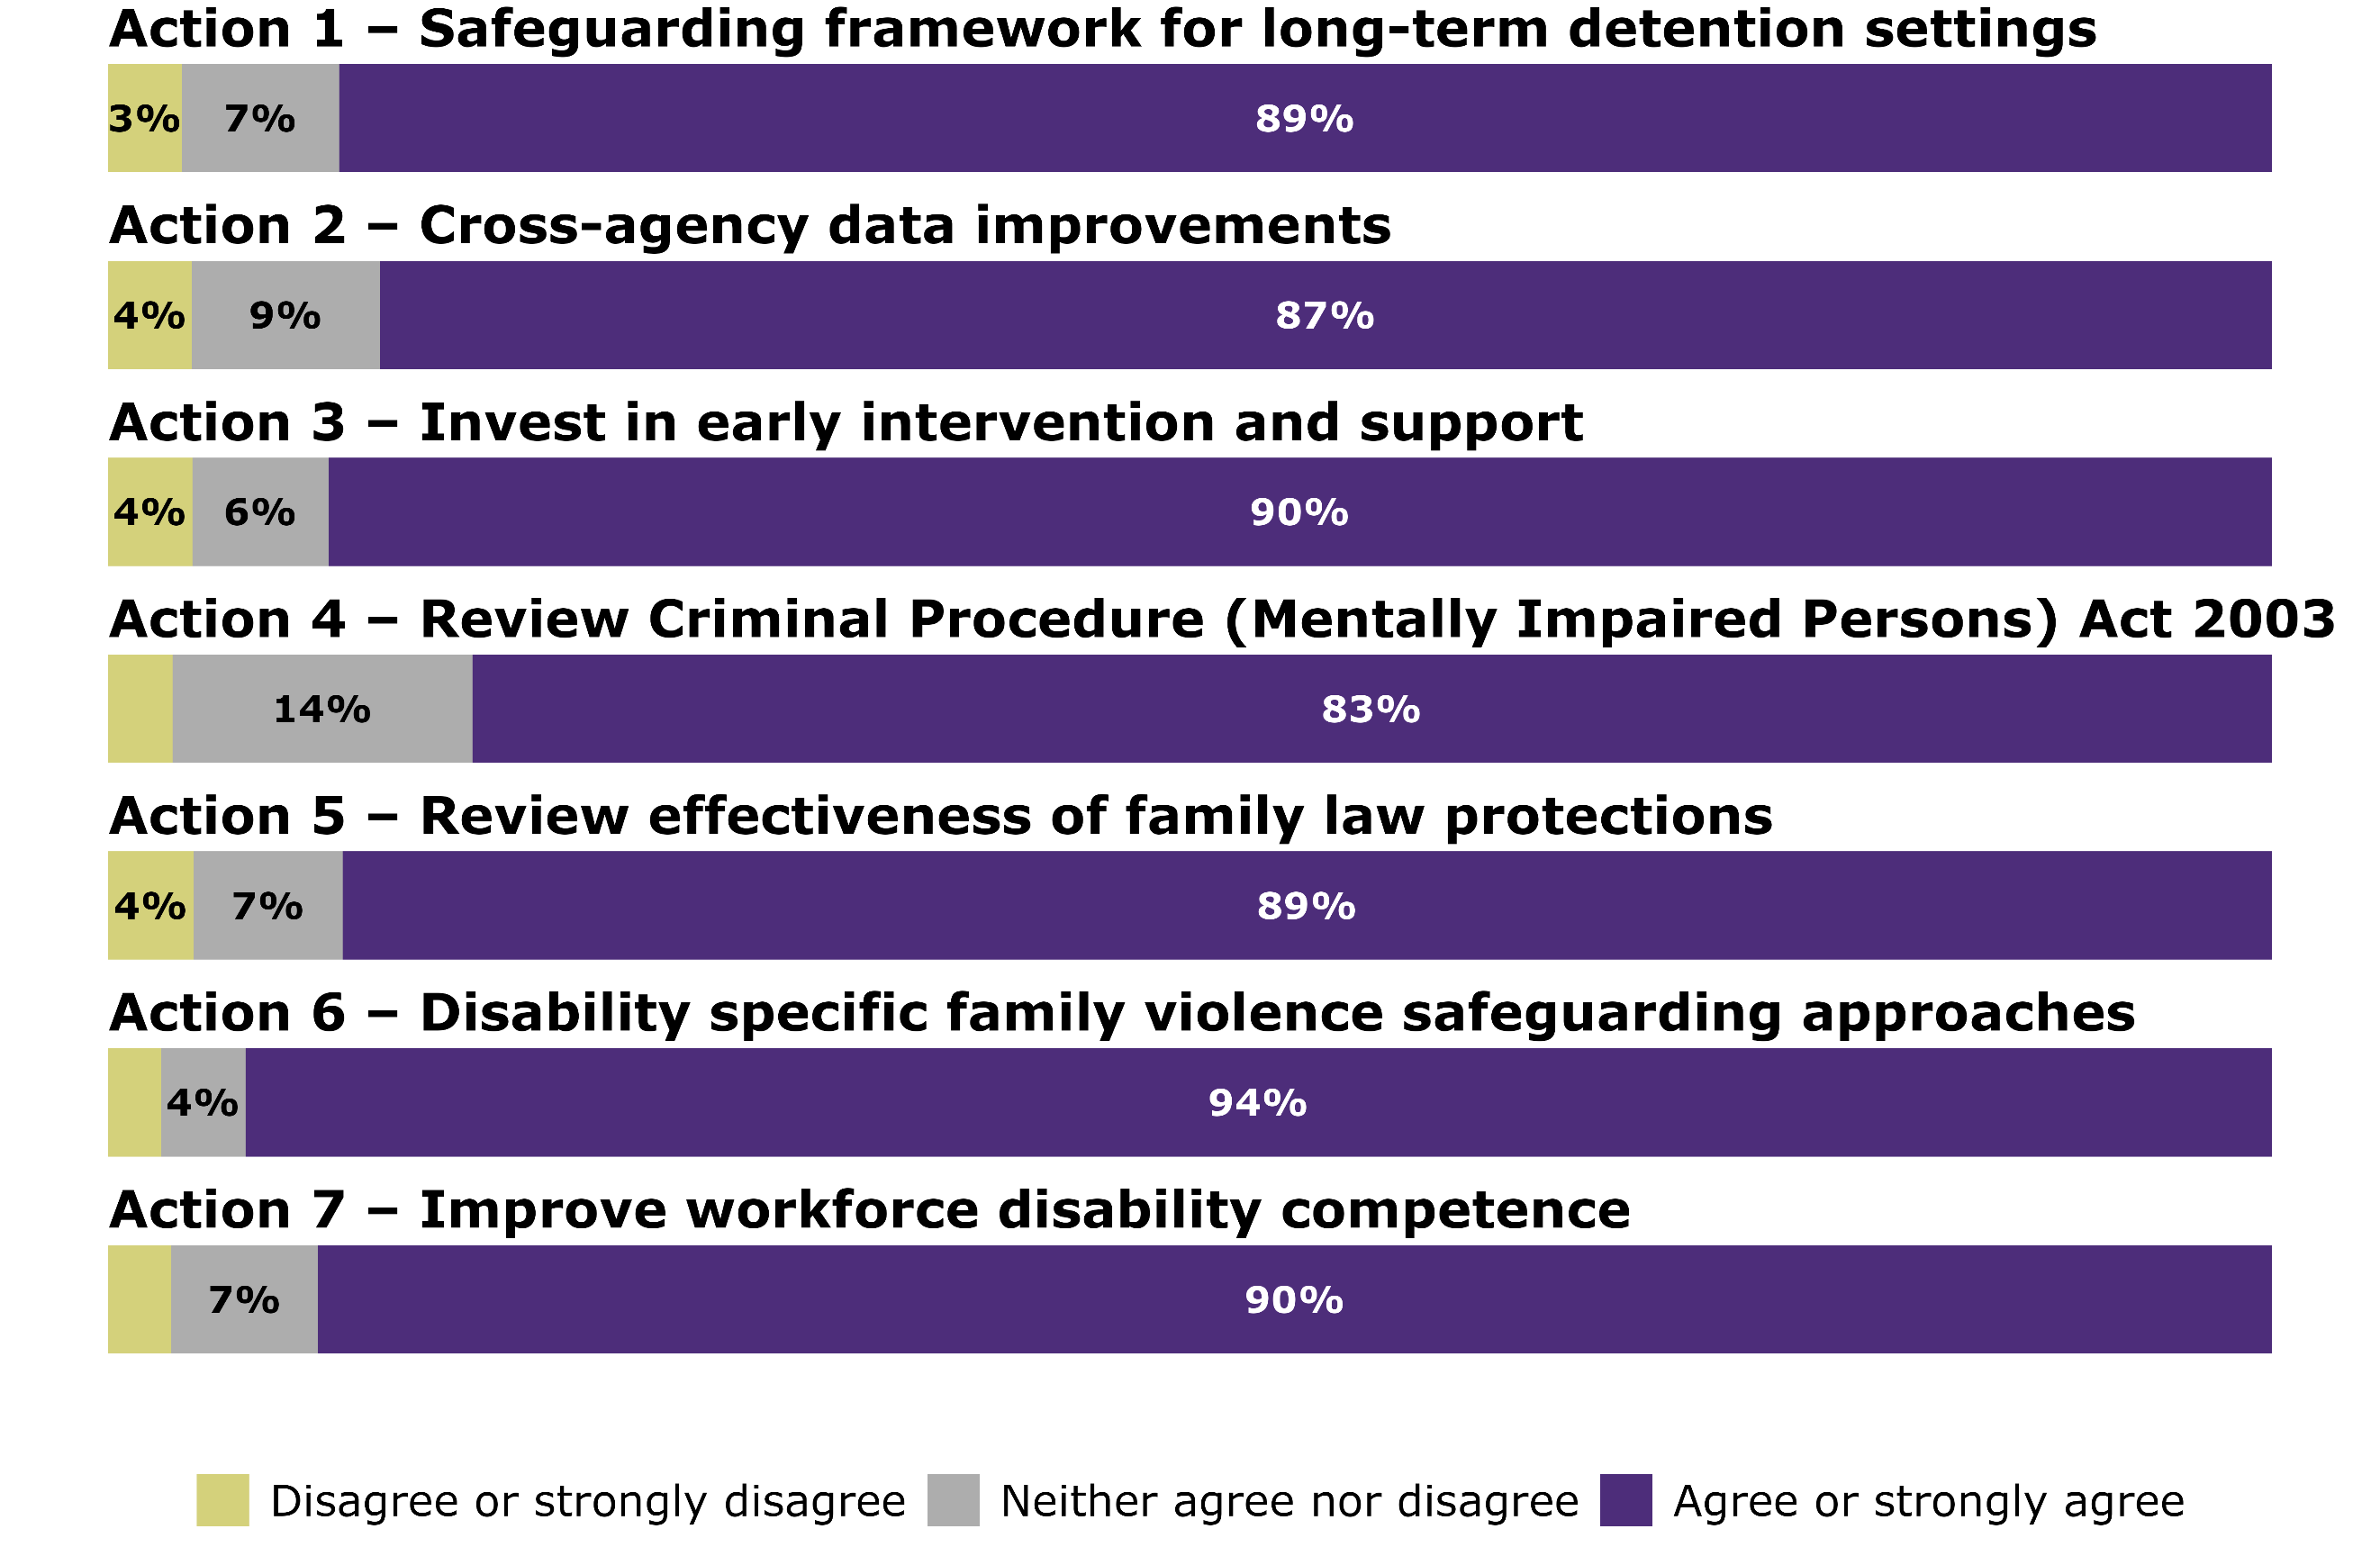 Action 1 – Safeguarding framework for long-term detention settings
3% 7% 89%
Action 2 – Cross-agency data improvements
4% 9% 87%
Action 3 – Invest in early intervention and support
4% 6% 90%
Action 4 – Review Criminal Procedure (Mentally Impaired Persons) Act 2003
14% 83%
Action 5 – Review effectiveness of family law protections
4% 7% 89%
Action 6 – Disability specific family violence safeguarding approaches
4% 94%
Action 7 – Improve workforce disability competence
7% 90%
Disagree or strongly disagree Neither agree nor disagree Agree or strongly agree